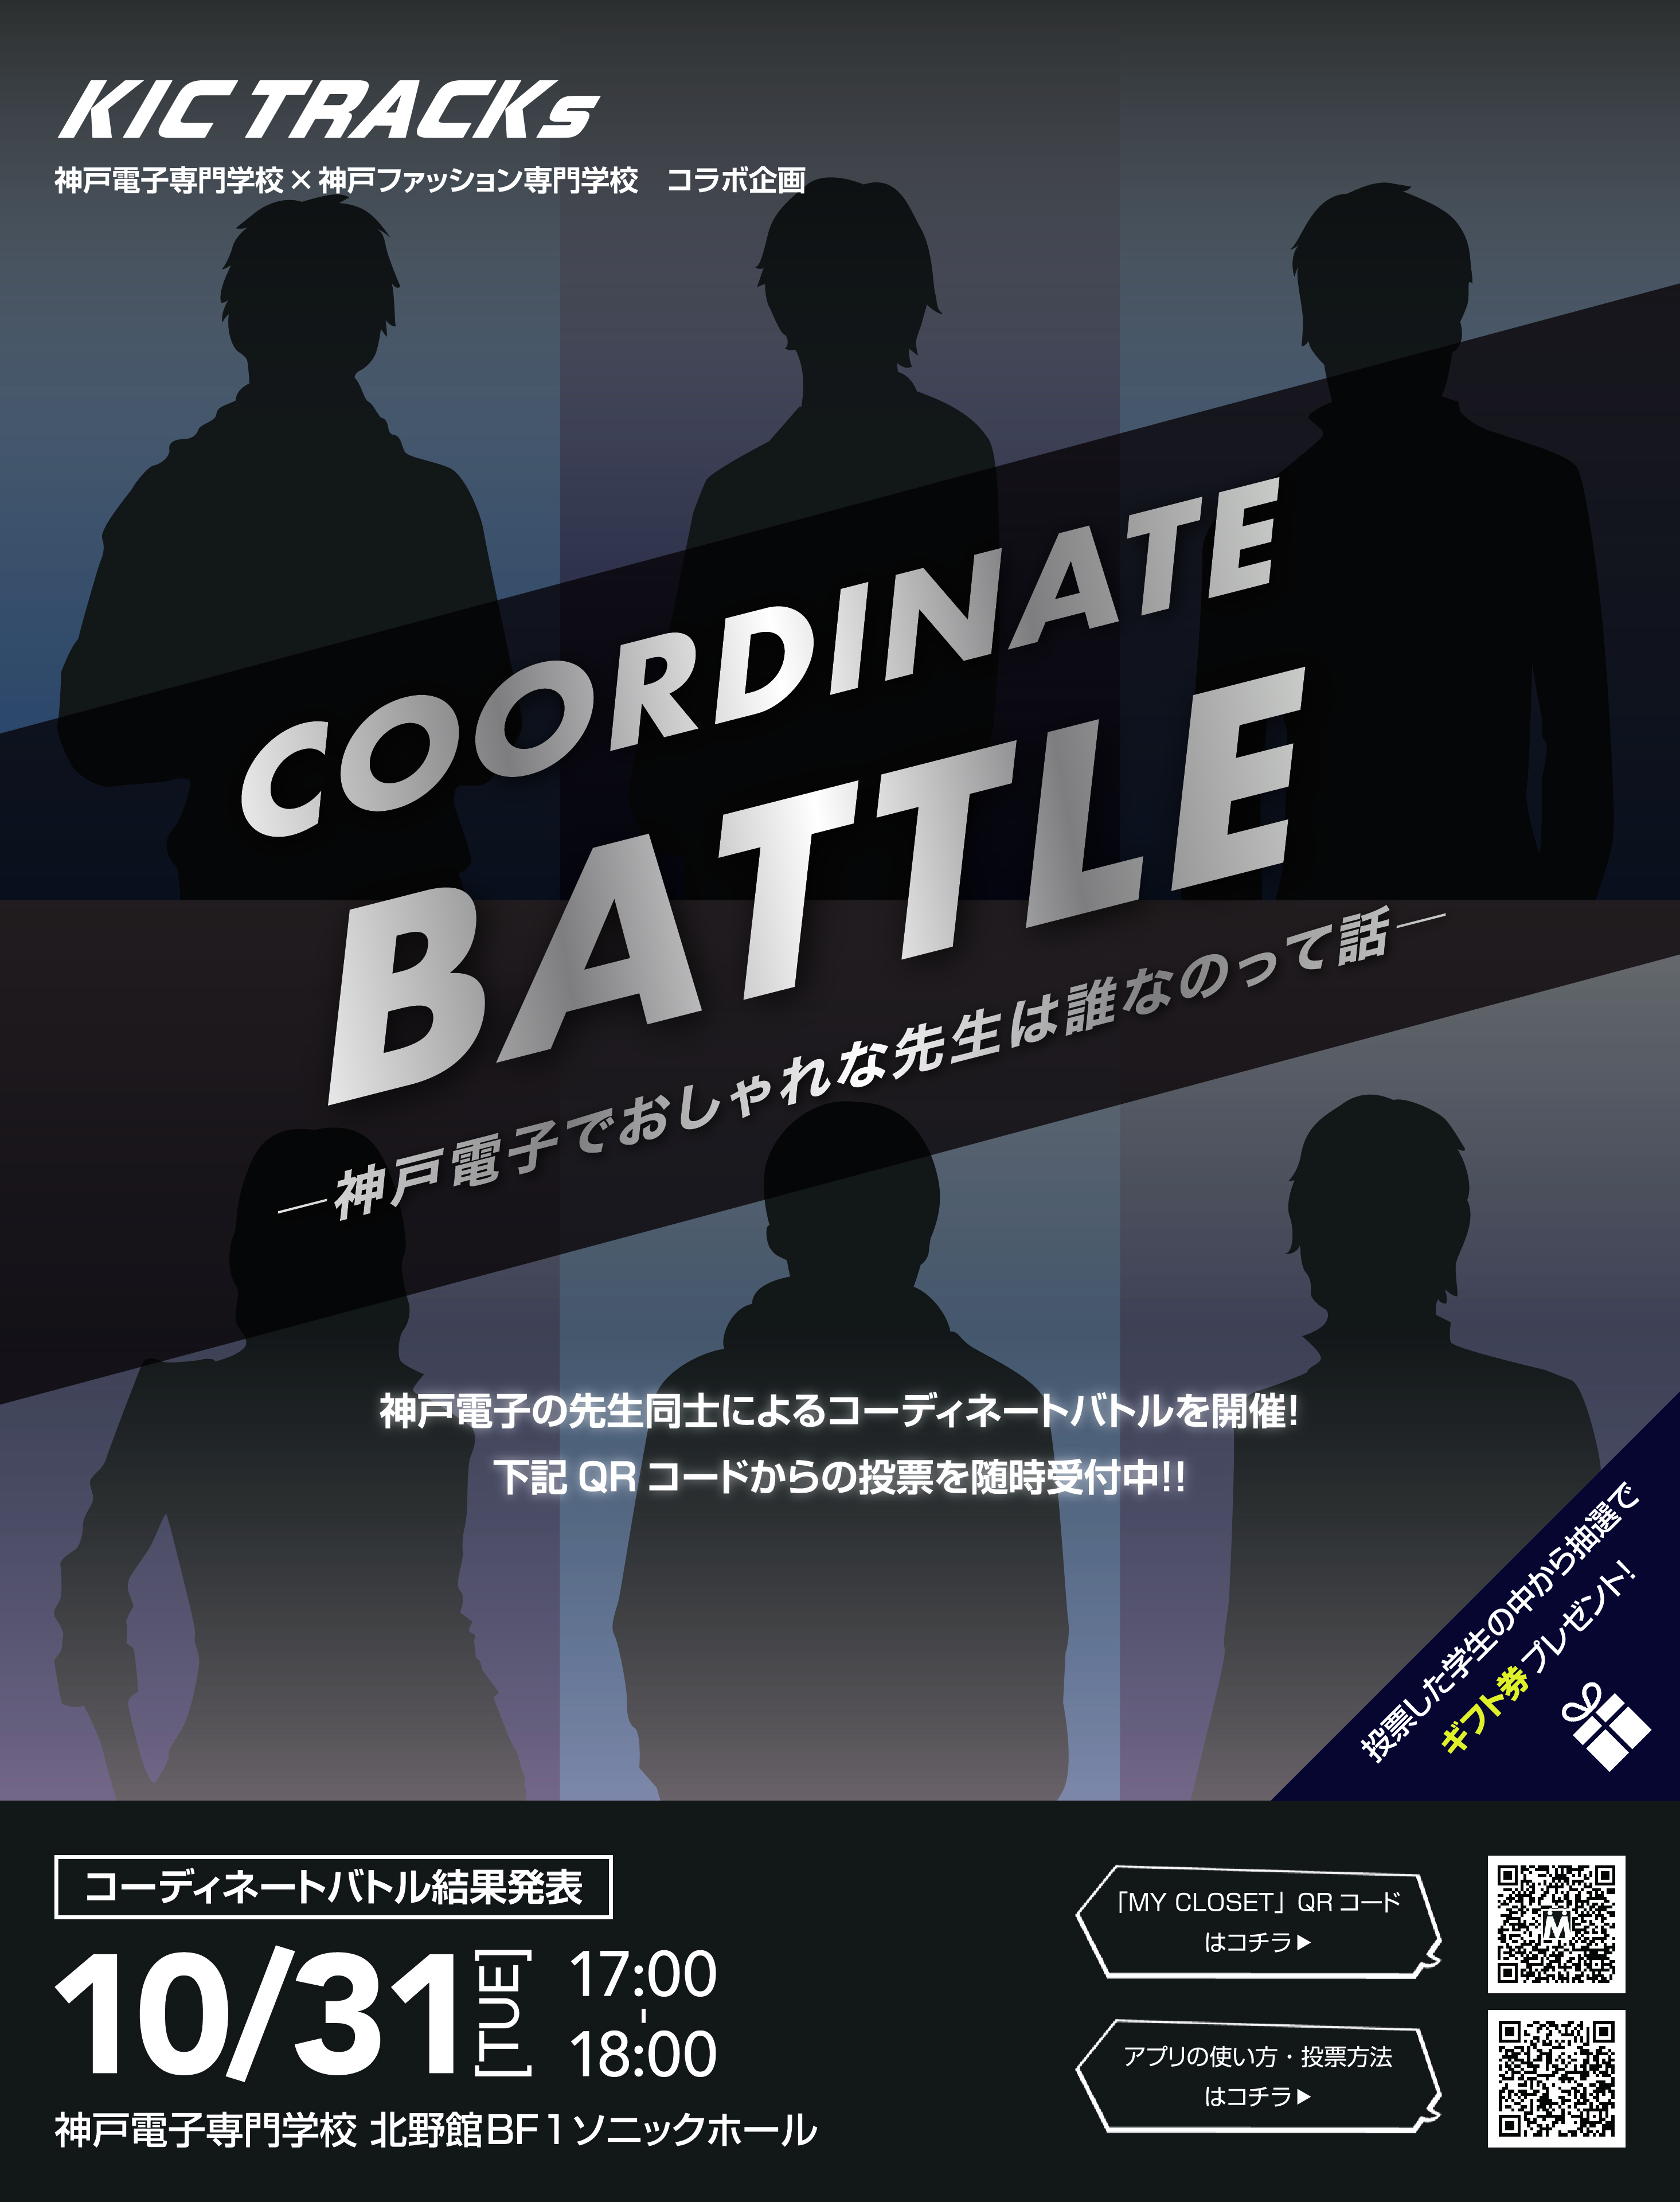 KIC TRACKs
神戸電子専門学校×神戸ファッション専門学校　コラボ企画
COORDINATE
BATTLE
―神戸電子でおしゃれな先生は誰なのって話―
神戸電子の先生同士によるコーディネートバトルを開催!
下記 QR コードからの投票を随時受付中!!
投票した学生の中から抽選で
ギフト券プレゼント!
コーディネートバトル結果発表
10/31 [TUE] 17:00-18:00
神戸電子専門学校 北野館BF1ソニックホール
「MY CLOSET」QR コード
はコチラ▶
M
アプリの使い方・投票方法
はコチラ▶